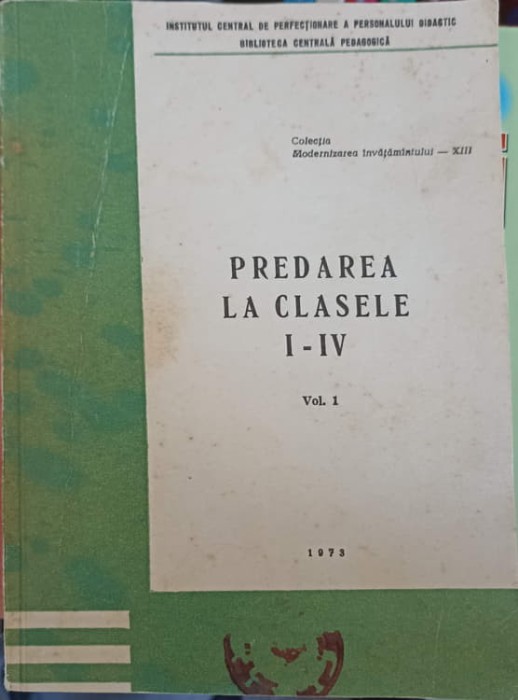 INSTITUTUL CENTRAL DE PERFECȚIONARE A PERSONALULUI DIDACTIC
BIBLIOTECA CENTRALĂ PEDAGOGICĂ
Colecția
Modernizarea învățămîntului — XIII
PREDAREA
LA CLASELE
I - IV
Vol. 1
1973